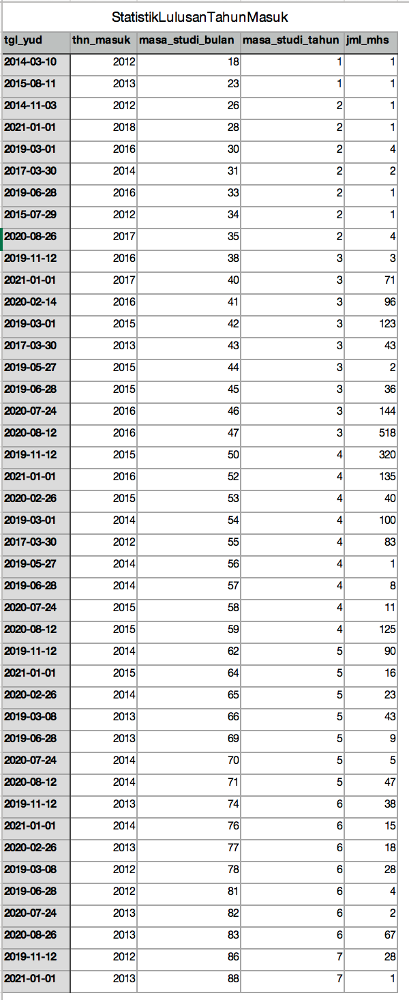 StatistikLulusanTahunMasuk
tgl_yud thn_masuk masa_studi_bulan masa_studi_tahun jml_mhs
2014-03-10 2012 18 1 1
2015-08-11 2013 23 1 1
2014-11-03 2012 26 2 1
2021-01-01 2018 28 2 1
2019-03-01 2016 30 2 4
2017-03-30 2014 31 2 2
2019-06-28 2016 33 2 1
2015-07-29 2012 34 2 1
2020-08-26 2017 35 2 4
2019-11-12 2016 38 3 3
2021-01-01 2017 40 3 71
2020-02-14 2016 41 3 96
2019-03-01 2015 42 3 123
2017-03-30 2013 43 3 43
2019-05-27 2015 44 3 2
2019-06-28 2015 45 3 36
2020-07-24 2016 46 3 144
2020-08-12 2016 47 3 518
2019-11-12 2015 50 4 320
2021-01-01 2016 52 4 135
2020-02-26 2015 53 4 40
2019-03-01 2014 54 4 100
2017-03-30 2012 55 4 83
2019-05-27 2014 56 4 1
2019-06-28 2014 57 4 8
2020-07-24 2015 58 4 11
2020-08-12 2015 59 4 125
2019-11-12 2014 62 5 90
2021-01-01 2015 64 5 16
2020-02-26 2014 65 5 23
2019-03-08 2013 66 5 43
2019-06-28 2013 69 5 9
2020-07-24 2014 70 5 5
2020-08-12 2014 71 5 47
2019-11-12 2013 74 6 38
2021-01-01 2014 76 6 15
2020-02-26 2013 77 6 18
2019-03-08 2012 78 6 28
2019-06-28 2012 81 6 4
2020-07-24 2013 82 6 2
2020-08-26 2013 83 6 67
2019-11-12 2012 86 7 28
2021-01-01 2013 88 7 1